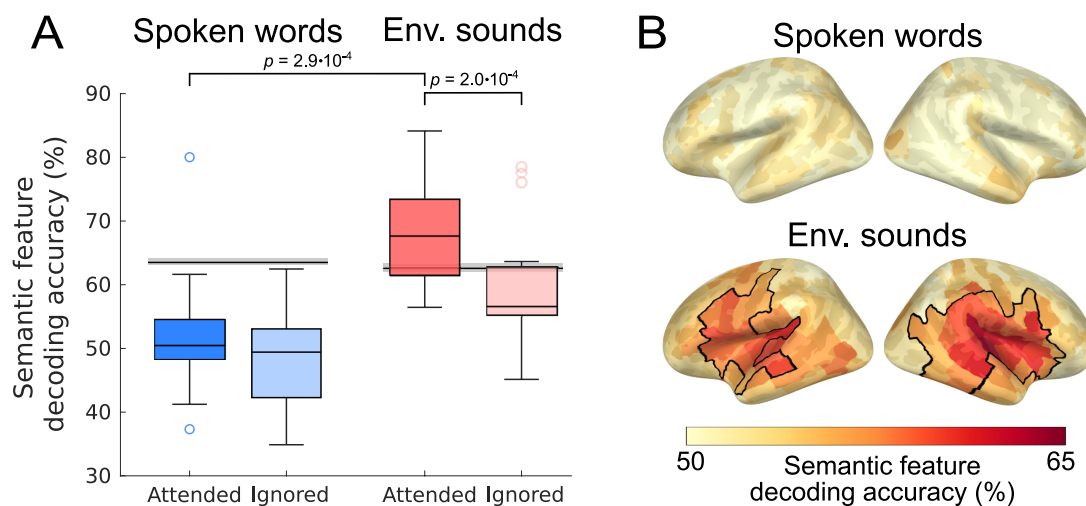 A
Spoken words
Env. sounds
p = 2.9•10-4
p = 2.0•10-4
Semantic feature
decoding accuracy (%)
90
80
70
60
50
40
30
Attended
Ignored
Attended
Ignored
B
Spoken words
Env. sounds
50
65
Semantic feature
decoding accuracy (%)